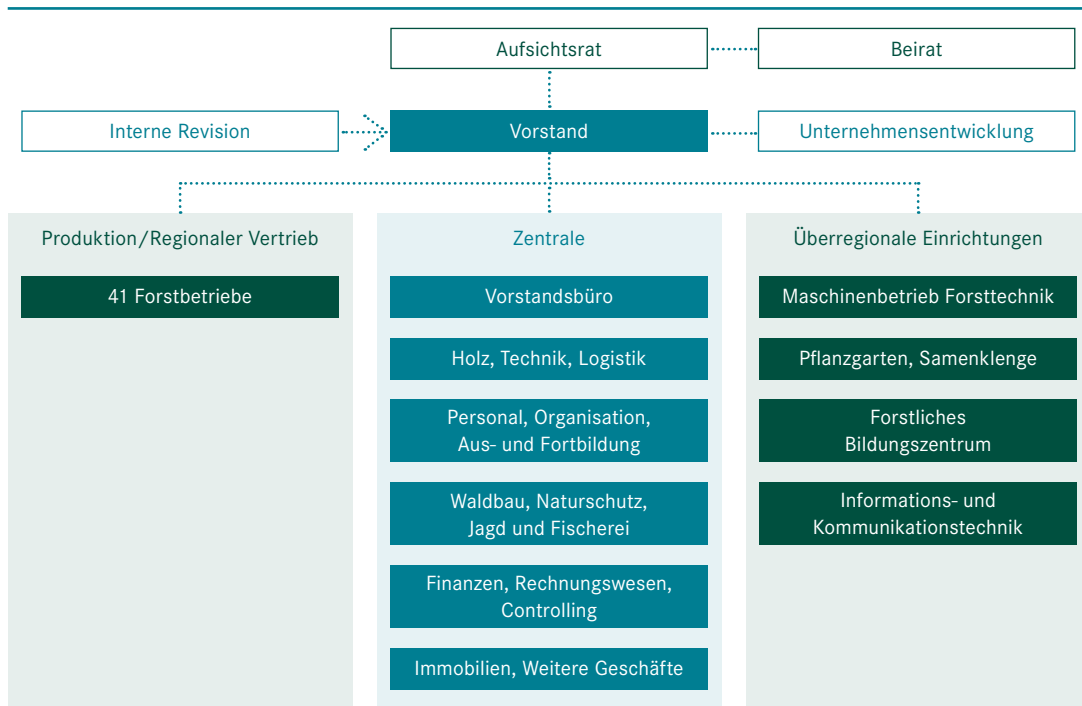 Aufsichtsrat
Beirat
Interne Revision
Vorstand
Unternehmensentwicklung
Produktion/Regionaler Vertrieb
41 Forstbetriebe
Zentrale
Vorstandsbüro
Holz, Technik, Logistik
Personal, Organisation,
Aus- und Fortbildung
Waldbau, Naturschutz,
Jagd und Fischerei
Finanzen, Rechnungswesen,
Controlling
Immobilien, Weitere Geschäfte
Überregionale Einrichtungen
Maschinenbetrieb Forsttechnik
Pflanzgarten, Samenklenge
Forstliches
Bildungszentrum
Informations- und
Kommunikationstechnik